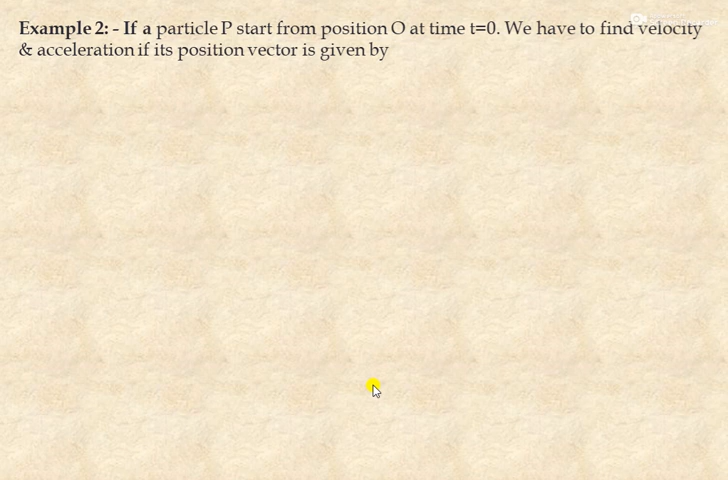 Example 2: - If a particle P start from position O at time t=0. We have to find velocity
& acceleration if its position vector is given by